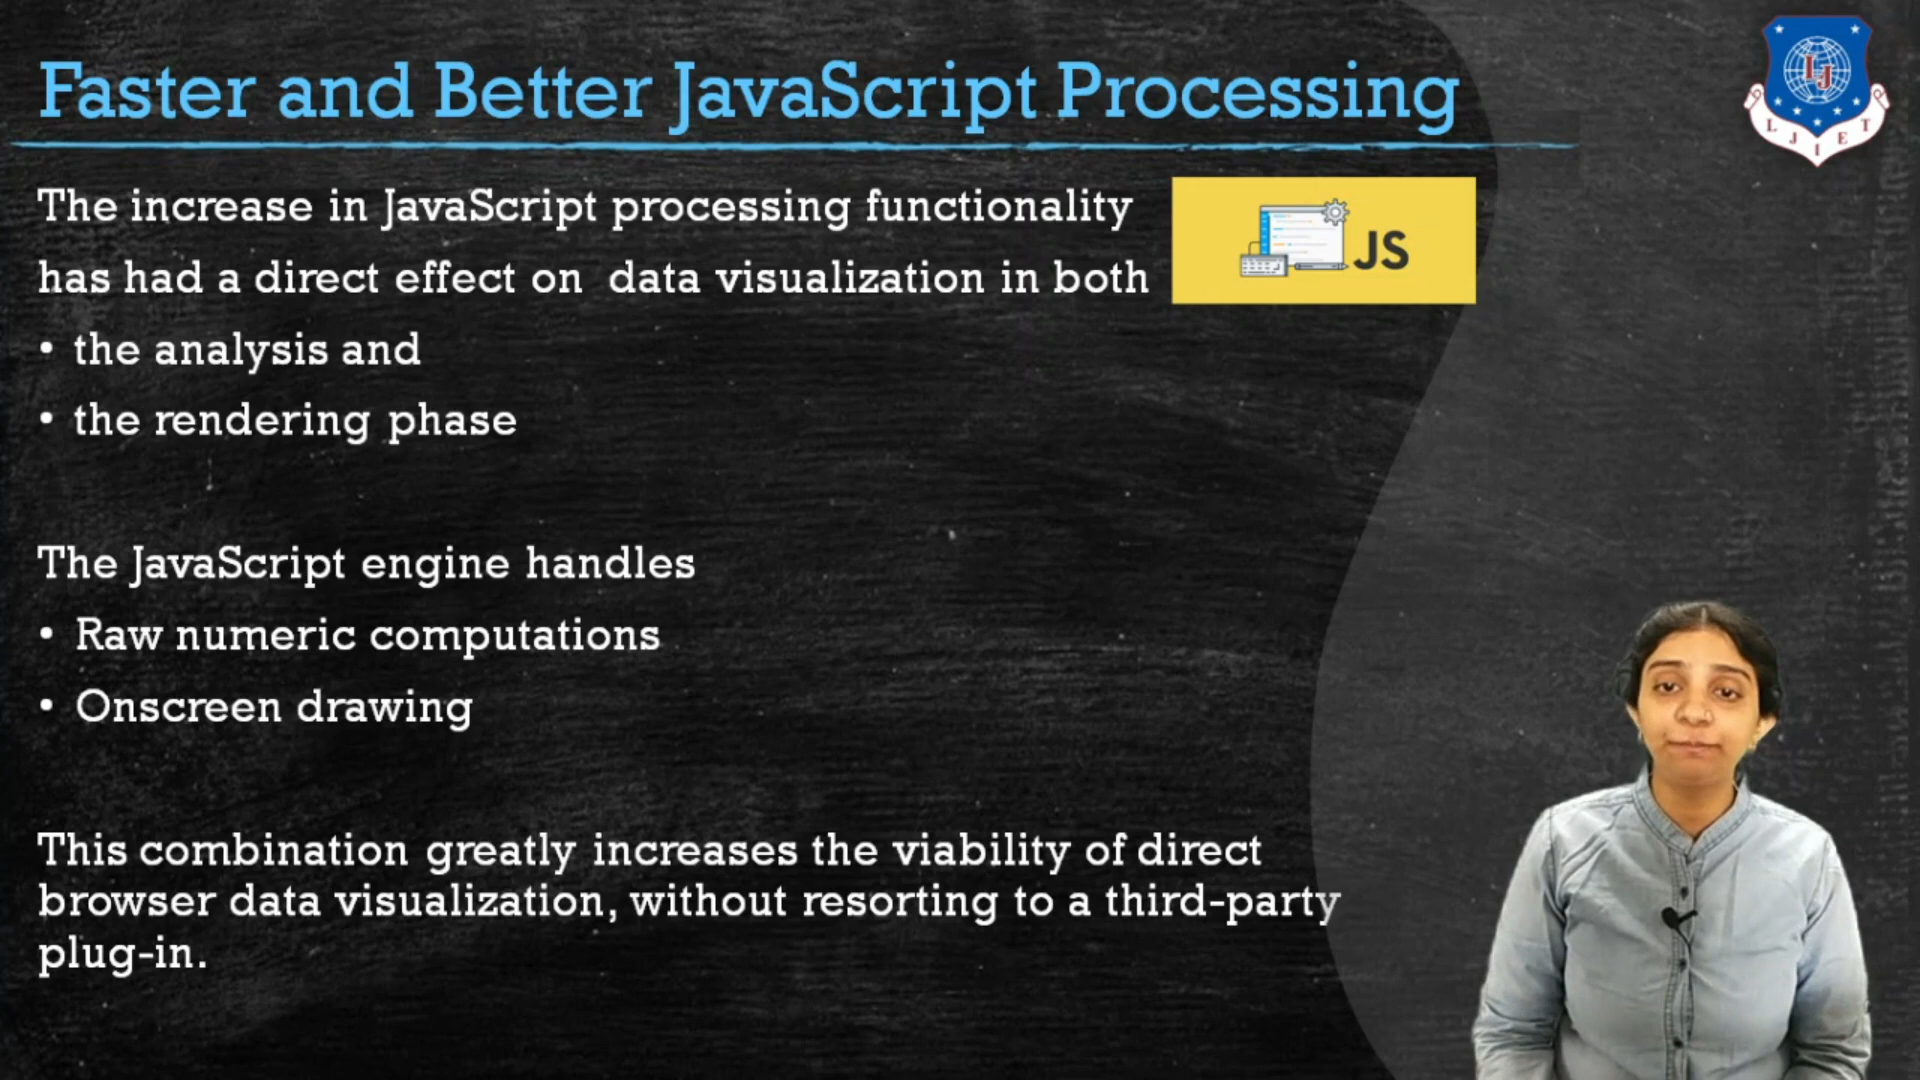 Faster and Better JavaScript Processing
The increase in JavaScript processing functionality
has had a direct effect on data visualization in both
• the analysis and
• the rendering phase
JS
The JavaScript engine handles
• Raw numeric computations
• Onscreen drawing
This combination greatly increases the viability of direct
browser data visualization, without resorting to a third-party
plug-in.
LJ
LJIET